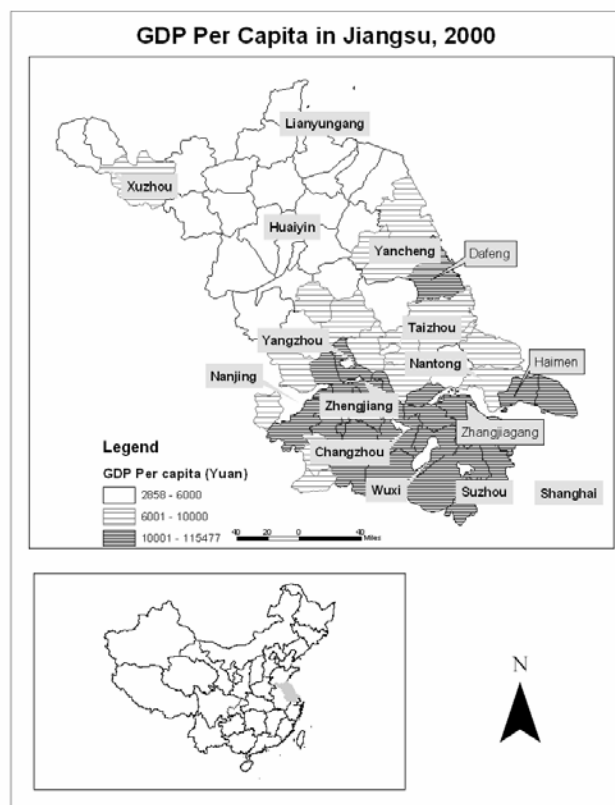 GDP Per Capita in Jiangsu, 2000
Lianyungang
Xuzhou
Huaiyin
Yancheng
Dafeng
Taizhou
Yangzhou
Nantong
Haimen
Nanjing
Zhengjiang
Zhangjiagang
Changzhou
Wuxi
Suzhou
Shanghai
Legend
GDP Per capita (Yuan)
2858 - 6000
6001 - 10000
10001 - 115477
40 20 0 40
Miles
N